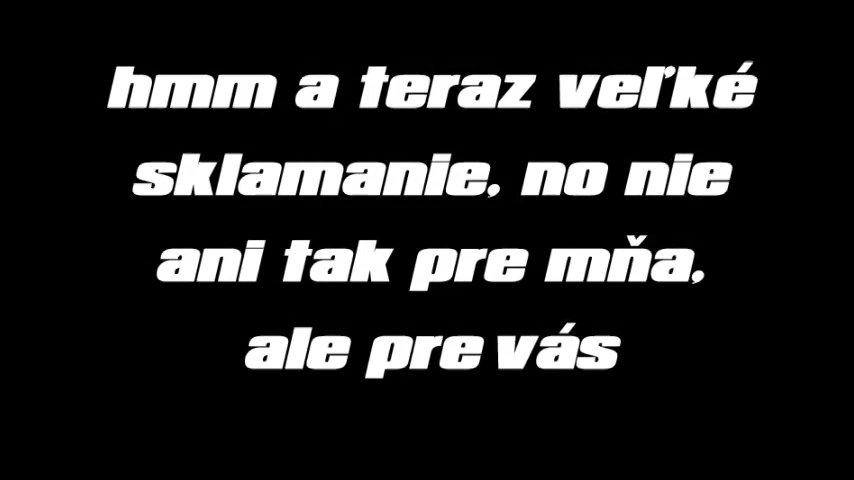 hmm a teraz veľké
sklamanie, no nie
ani tak pre mňa,
ale pre vás